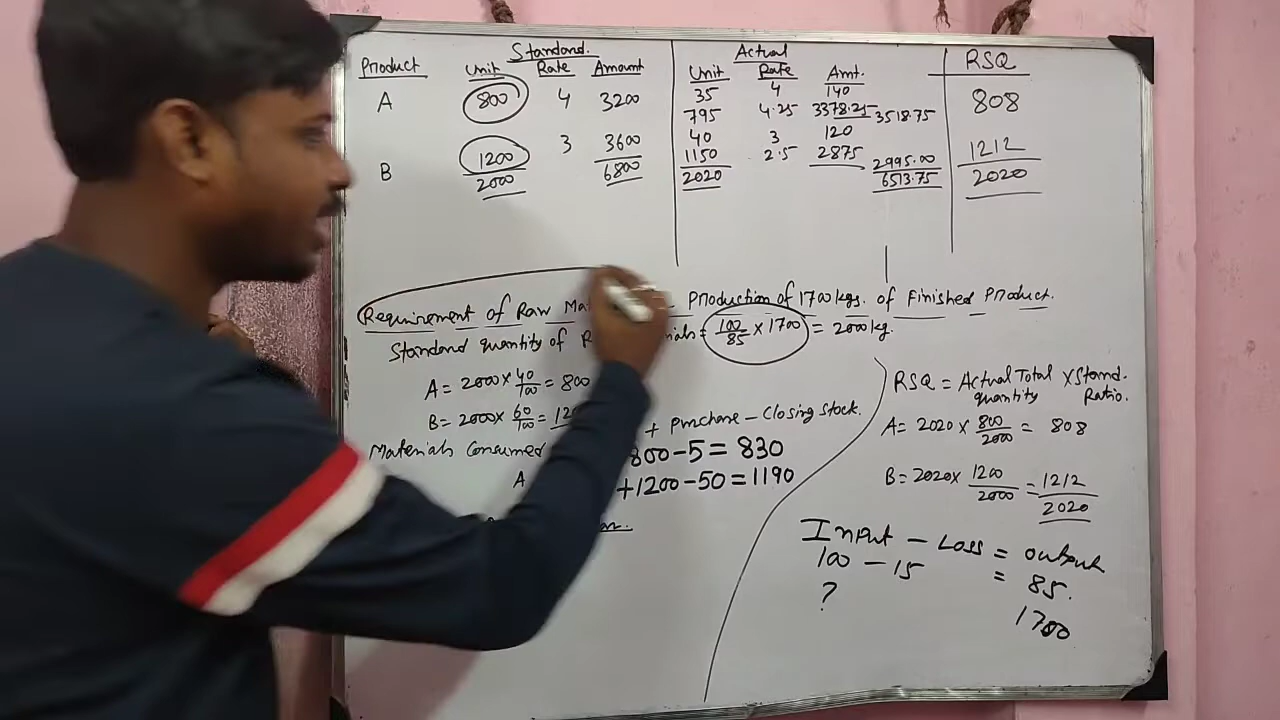 Standard. Actual RSQ
Product Unit Rate Amount Unit Rate Amt.
A 800 4 3200 35 4 140 808
795 4.25 3378.25 3518.75
B 1200 3 3600 40 3 120 1212
1150 2.5 2875 2995.00
2000 6800 2020 6513.75 2020
Requirement of Raw Production of 1700 kgs. of Finished Product.
Standard quantity of = 100/85 × 1700 = 2000 kg.
A = 2000 × 40/100 = 800
B = 2000 × 60/100 =
Materials Consumed + Purchase – Closing Stock.
A 800 – 5 = 830
+ 1200 – 50 = 1190
RSQ = Actual Total quantity × Stand. Ratio.
A = 2020 × 800/2000 = 808
B = 2020 × 1200/2000 = 1212
2020
Input – Loss = output
100 – 15 = 85.
? 1700